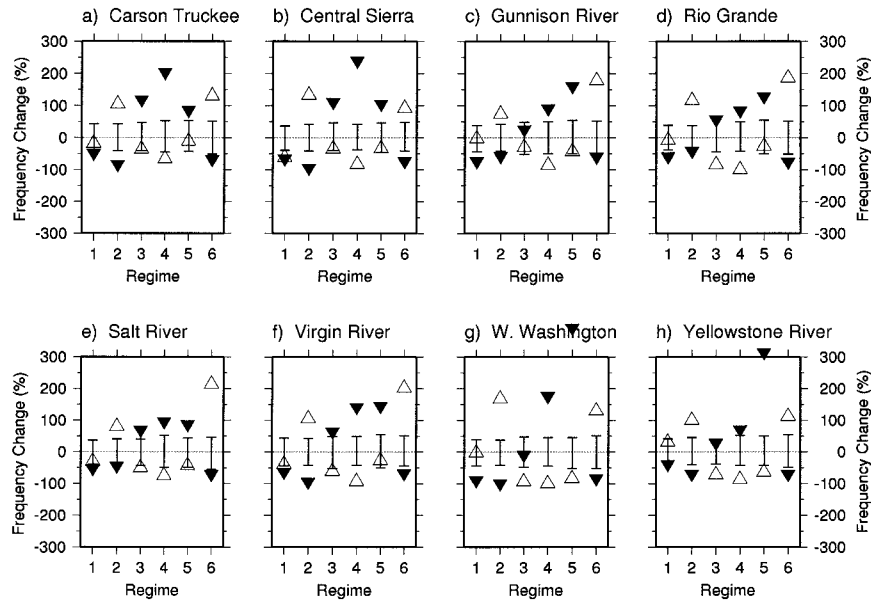 a) Carson Truckee
b) Central Sierra
c) Gunnison River
d) Rio Grande
300
200
100
0
-100
-200
-300
Frequency Change (%)
1 2 3 4 5 6
Regime
1 2 3 4 5 6
Regime
1 2 3 4 5 6
Regime
1 2 3 4 5 6
Regime
300
200
100
0
-100
-200
-300
Frequency Change (%)
e) Salt River
f) Virgin River
g) W. Washington
h) Yellowstone River
300
200
100
0
-100
-200
-300
Frequency Change (%)
1 2 3 4 5 6
Regime
1 2 3 4 5 6
Regime
1 2 3 4 5 6
Regime
1 2 3 4 5 6
Regime
300
200
100
0
-100
-200
-300
Frequency Change (%)